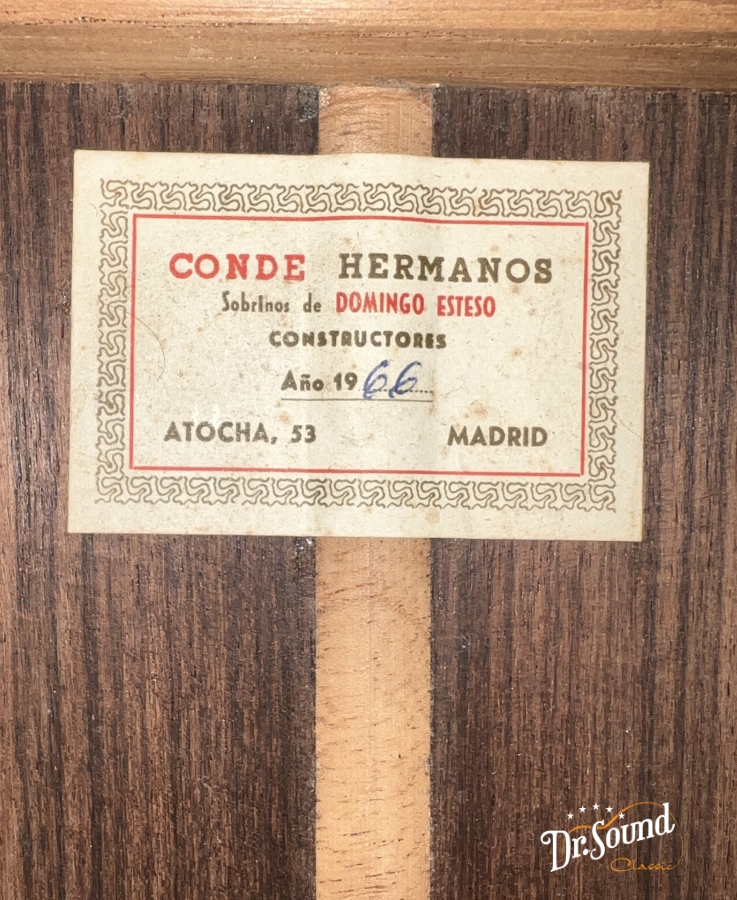 CONDE HERMANOS
Sobrinos de DOMINGO ESTESO
CONSTRUCTORES
Año 1966
ATOCHA, 53 MADRID
Dr. Sound
Classic